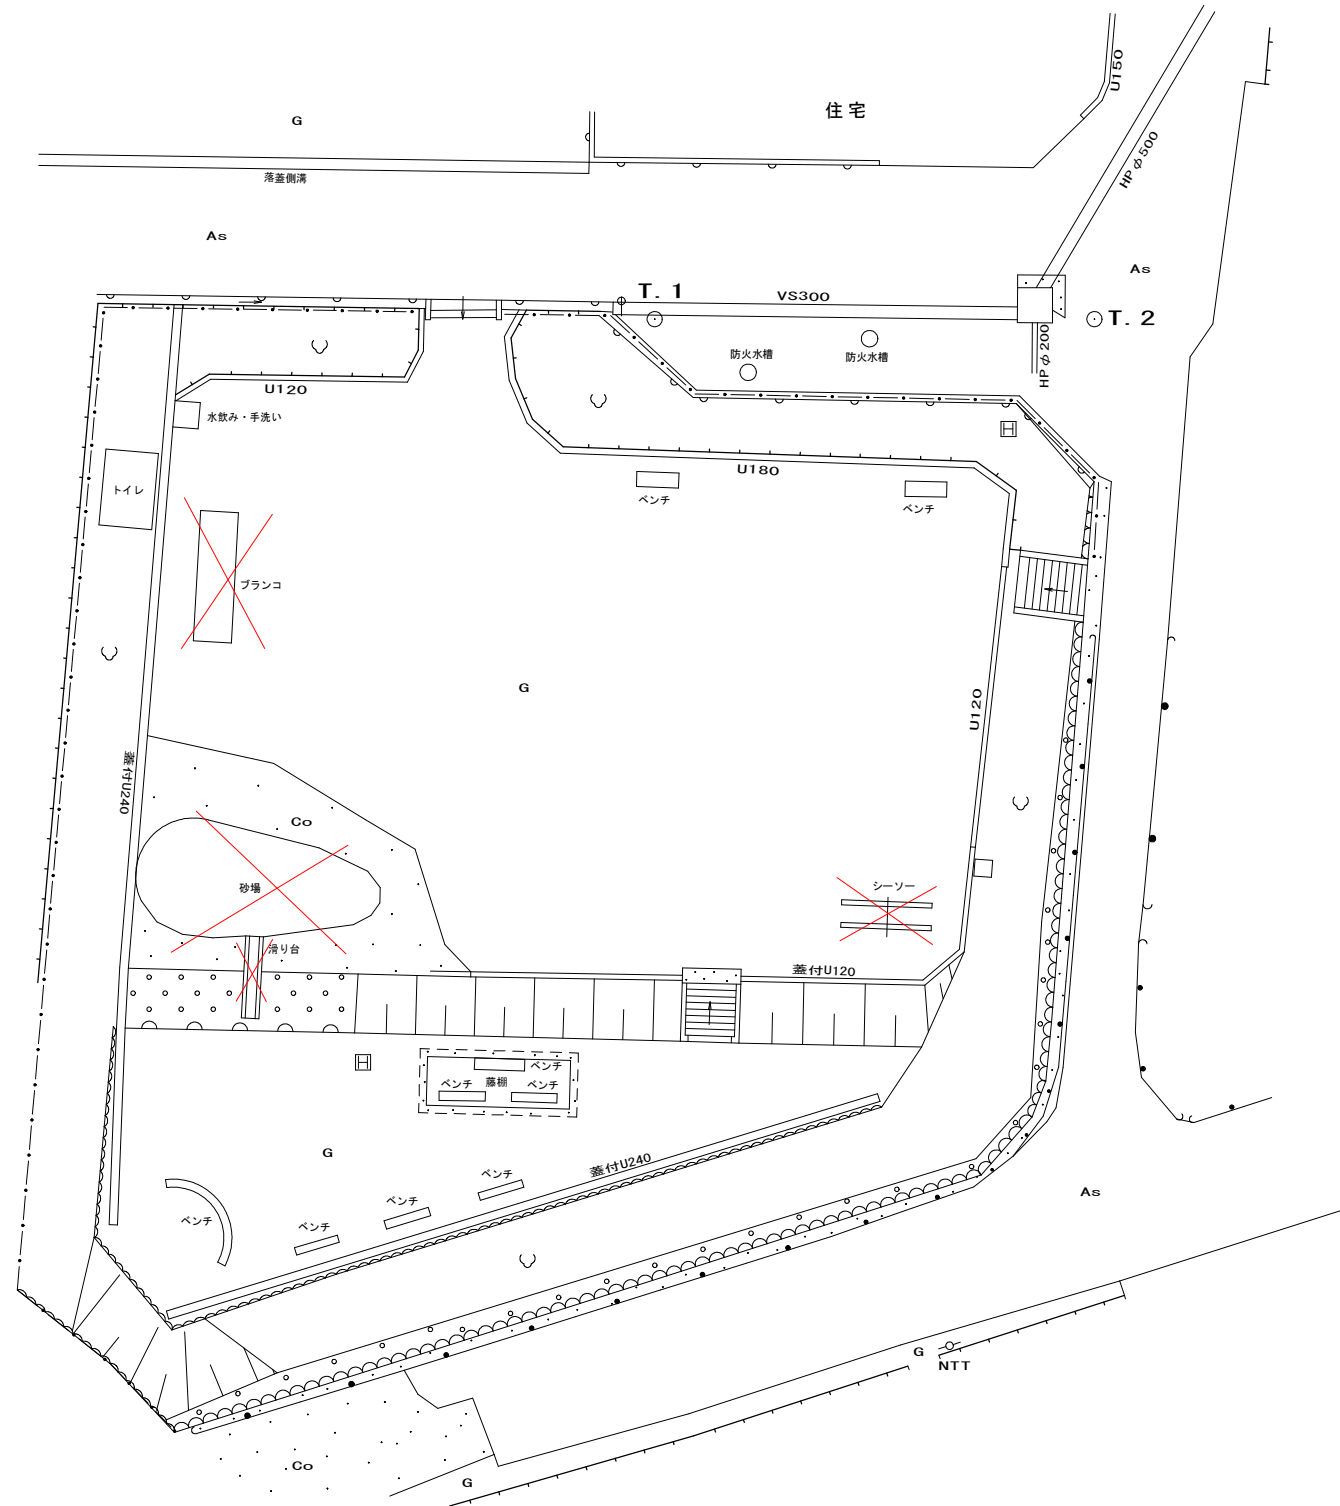 U150
住宅
G
HPφ500
落蓋側溝
As
As
T. 1
VS300
T. 2
HPφ200
防火水槽
防火水槽
U120
水飲み・手洗い
U180
トイレ
ベンチ
ベンチ
ブランコ
G
U120
蓋付U240
Co
砂場
シーソー
滑り台
蓋付U120
ベンチ
ベンチ
藤棚
ベンチ
G
蓋付U240
ベンチ
ベンチ
ベンチ
ベンチ
As
G
NTT
Co
G